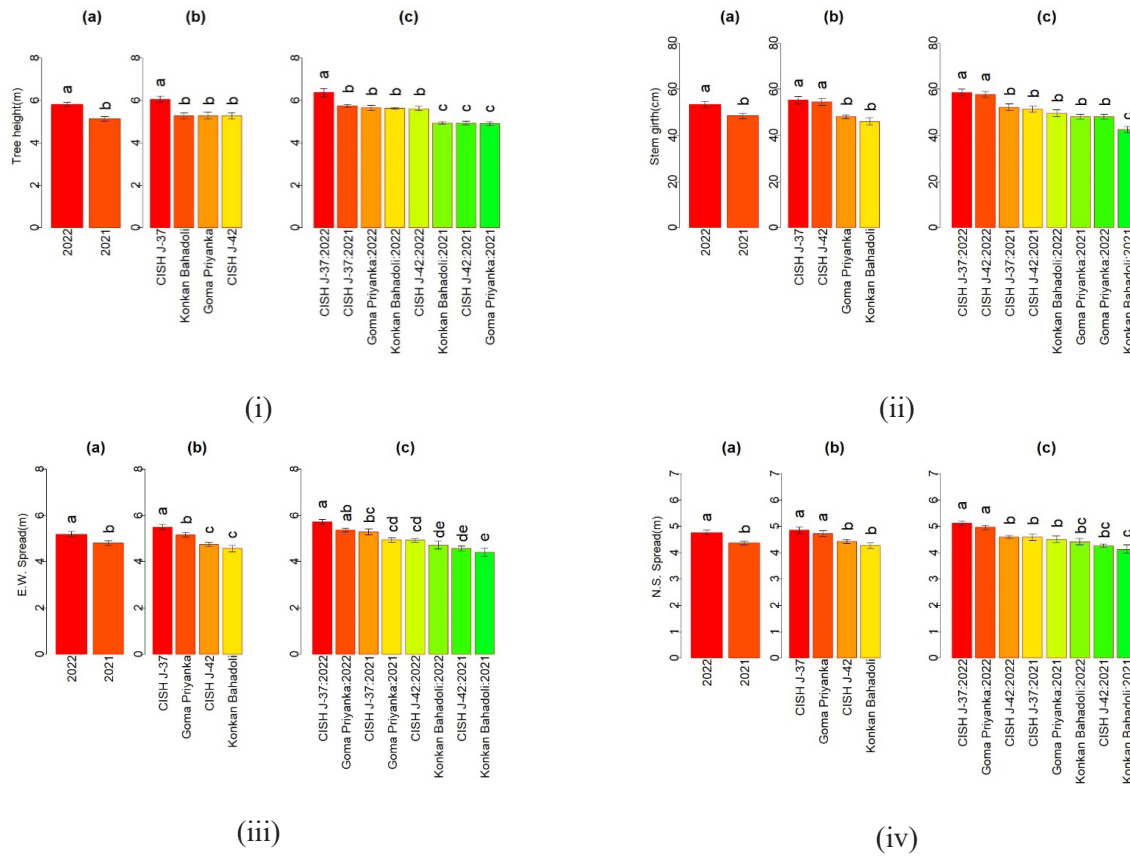 (a) (b) (c)
Tree height(m)
0 2 4 6 8
a b
2022 2021
0 2 4 6 8
a b b b
CISH J-37 Konkan Bahadoli Goma Priyanka CISH J-42
0 2 4 6 8
a b b b b c c c
CISH J-37:2022 CISH J-37:2021 Goma Priyanka:2022 Konkan Bahadoli:2022 CISH J-42:2022 Konkan Bahadoli:2021 CISH J-42:2021 Goma Priyanka:2021
(i)
(a) (b) (c)
Stem girth(cm)
0 20 40 60 80
a b
2022 2021
0 20 40 60 80
a a b b
CISH J-37 CISH J-42 Goma Priyanka Konkan Bahadoli
0 20 40 60 80
a a b b b b b c
CISH J-37:2022 CISH J-42:2022 CISH J-37:2021 CISH J-42:2021 Konkan Bahadoli:2022 Goma Priyanka:2021 Goma Priyanka:2022 Konkan Bahadoli:2021
(ii)
(a) (b) (c)
E.W. Spread(m)
0 2 4 6 8
a b
2022 2021
0 2 4 6 8
a b c c
CISH J-37 Goma Priyanka CISH J-42 Konkan Bahadoli
0 2 4 6 8
a ab bc cd cd de de e
CISH J-37:2022 Goma Priyanka:2022 CISH J-37:2021 Goma Priyanka:2021 CISH J-42:2022 Konkan Bahadoli:2022 CISH J-42:2021 Konkan Bahadoli:2021
(iii)
(a) (b) (c)
N.S. Spread(m)
0 1 2 3 4 5 6 7
a b
2022 2021
0 1 2 3 4 5 6 7
a a b b
CISH J-37 Goma Priyanka CISH J-42 Konkan Bahadoli
0 1 2 3 4 5 6 7
a a b b b bc bc c
CISH J-37:2022 Goma Priyanka:2022 CISH J-42:2022 CISH J-37:2021 Goma Priyanka:2021 Konkan Bahadoli:2022 CISH J-42:2021 Konkan Bahadoli:2021
(iv)